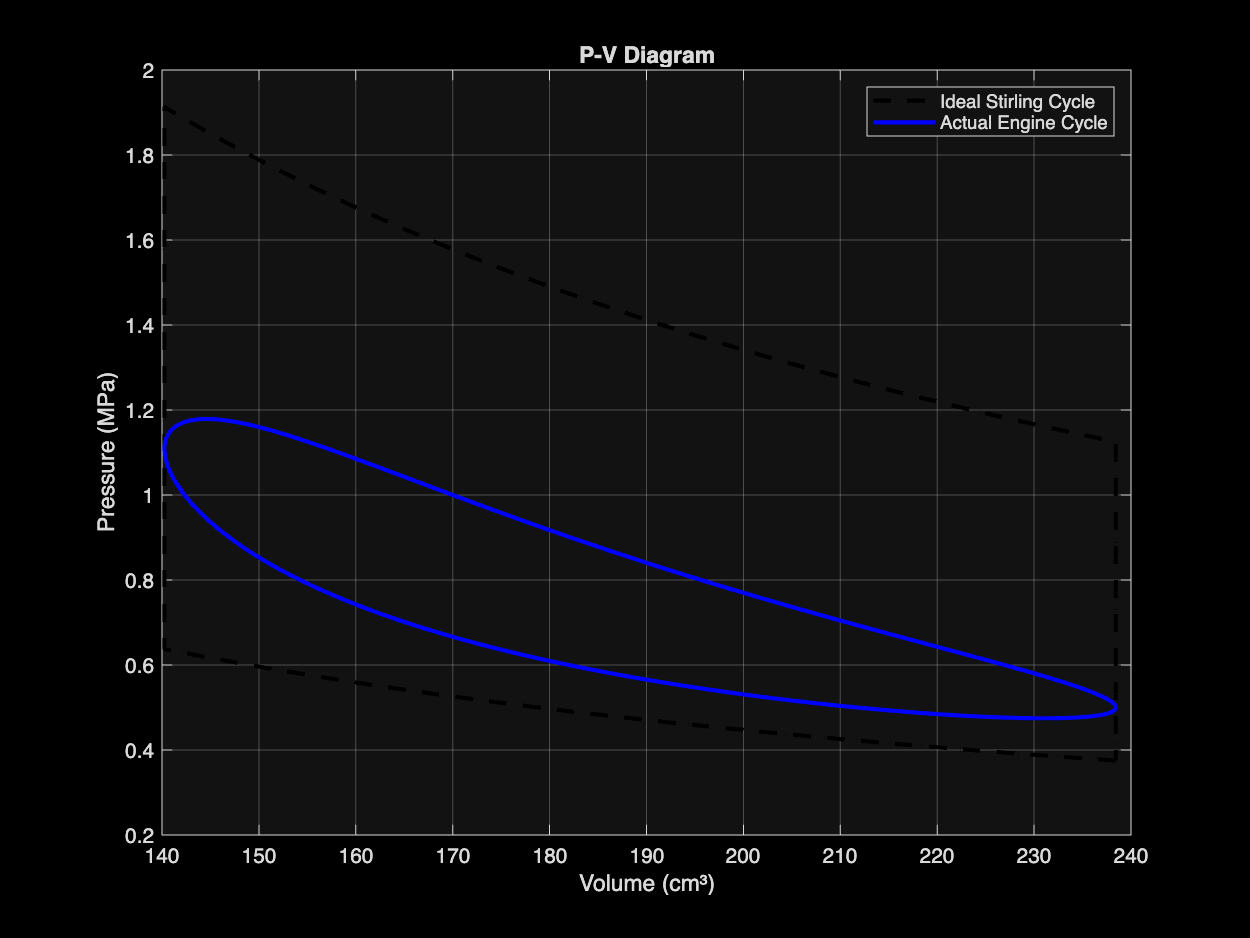 P-V Diagram
Ideal Stirling Cycle
Actual Engine Cycle
Pressure (MPa)
2
1.8
1.6
1.4
1.2
1
0.8
0.6
0.4
0.2
140 150 160 170 180 190 200 210 220 230 240
Volume (cm³)